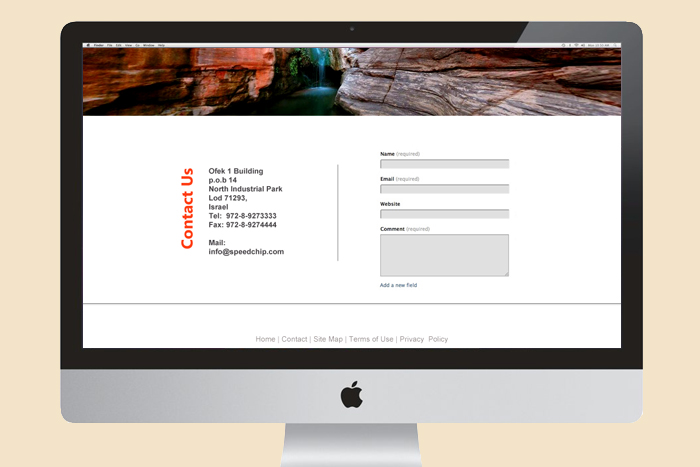 Finder File Edit View Go Window Help
Contact Us
Ofek 1 Building
p.o.b 14
North Industrial Park
Lod 71293,
Israel
Tel: 972-8-9273333
Fax: 972-8-9274444
Mail:
info@speedchip.com
Name (required)
Email (required)
Website
Comment (required)
Add a new field
Home | Contact | Site Map | Terms of Use | Privacy Policy